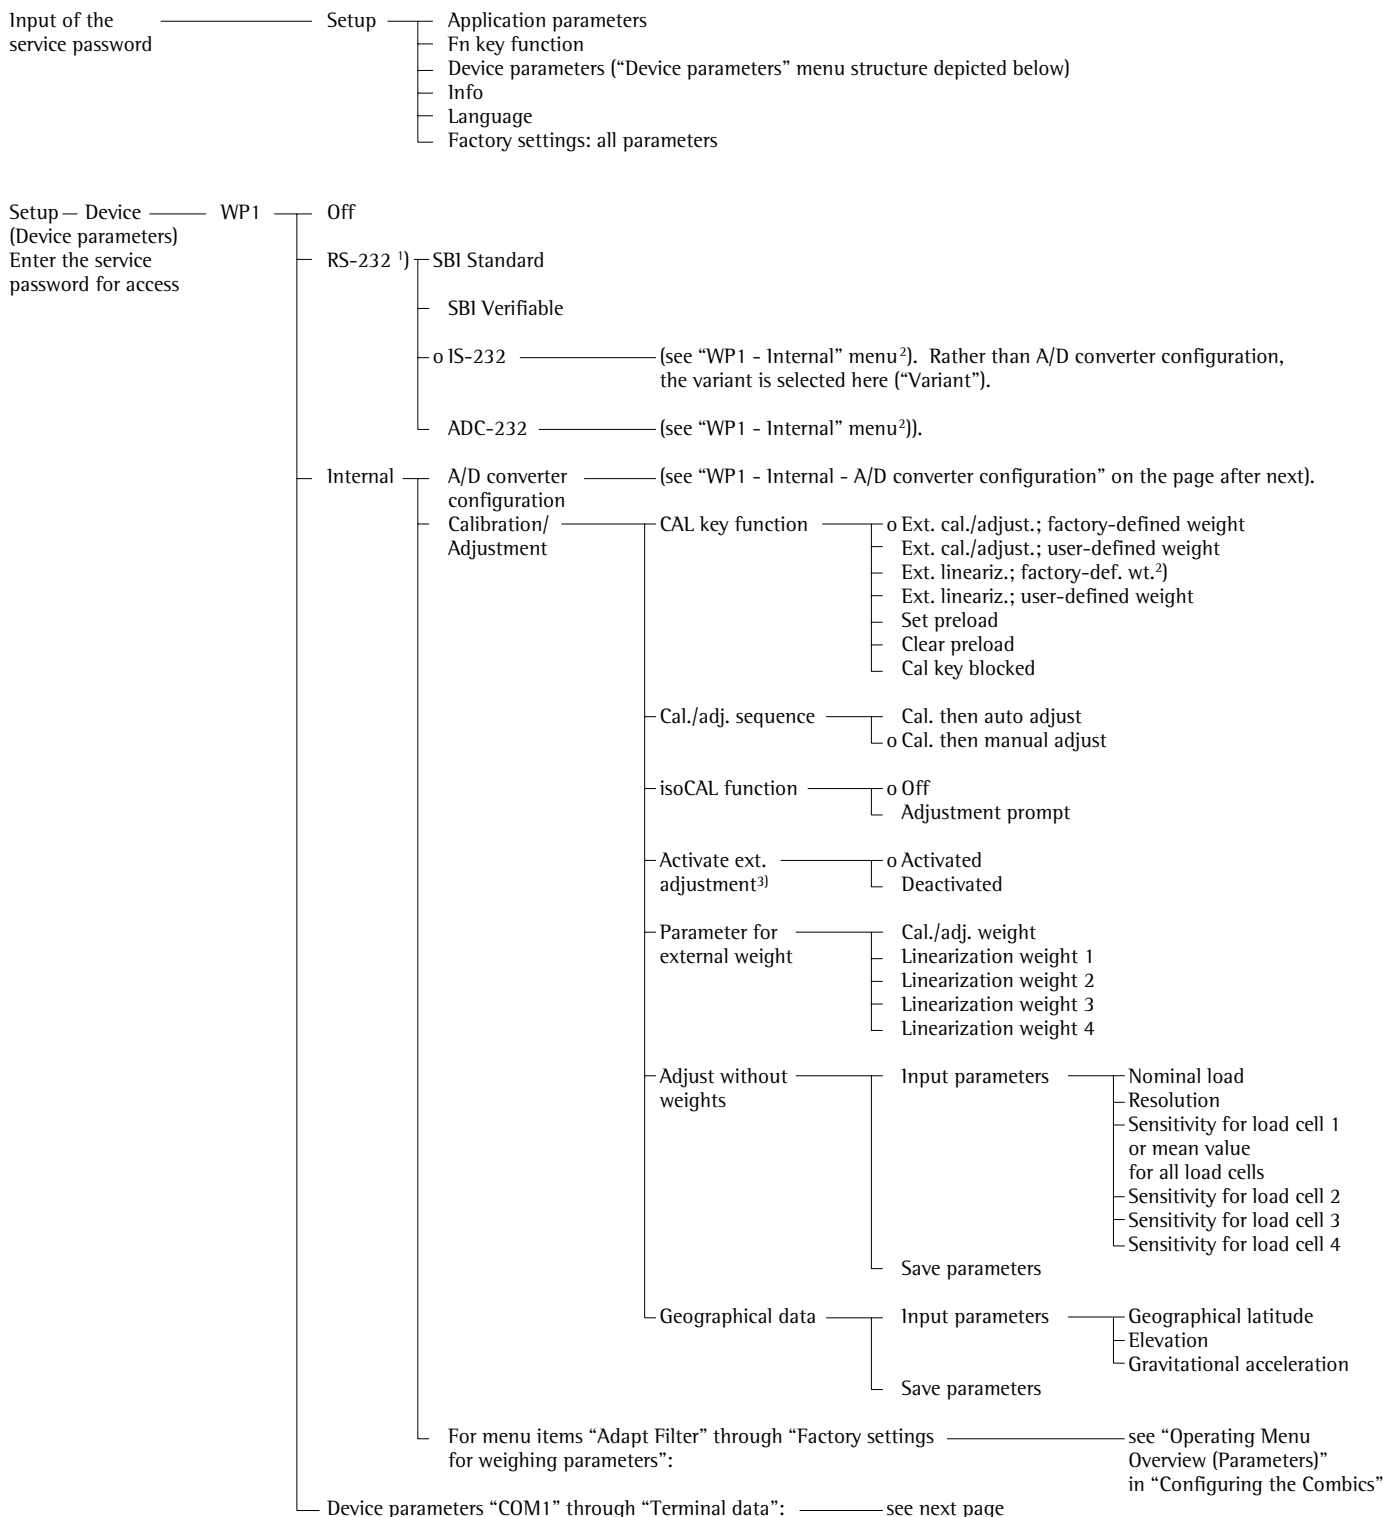 Input of the
service password
Setup
Application parameters
Fn key function
Device parameters (“Device parameters” menu structure depicted below)
Info
Language
Factory settings: all parameters
Setup — Device
(Device parameters)
Enter the service
password for access
WP1
Off
RS-232 ¹)
SBI Standard
SBI Verifiable
o IS-232
(see “WP1 - Internal” menu²). Rather than A/D converter configuration,
the variant is selected here (“Variant”).
ADC-232
(see “WP1 - Internal” menu²)).
Internal
A/D converter
configuration
(see “WP1 - Internal - A/D converter configuration” on the page after next).
Calibration/
Adjustment
CAL key function
o Ext. cal./adjust.; factory-defined weight
Ext. cal./adjust.; user-defined weight
Ext. lineariz.; factory-def. wt.²)
Ext. lineariz.; user-defined weight
Set preload
Clear preload
Cal key blocked
Cal./adj. sequence
Cal. then auto adjust
o Cal. then manual adjust
isoCAL function
o Off
Adjustment prompt
Activate ext.
adjustment³⁾
o Activated
Deactivated
Parameter for
external weight
Cal./adj. weight
Linearization weight 1
Linearization weight 2
Linearization weight 3
Linearization weight 4
Adjust without
weights
Input parameters
Nominal load
Resolution
Sensitivity for load cell 1
or mean value
for all load cells
Sensitivity for load cell 2
Sensitivity for load cell 3
Sensitivity for load cell 4
Save parameters
Geographical data
Input parameters
Geographical latitude
Elevation
Gravitational acceleration
Save parameters
For menu items “Adapt Filter” through “Factory settings
for weighing parameters”:
see “Operating Menu
Overview (Parameters)”
in “Configuring the Combics”
Device parameters “COM1” through “Terminal data”:
see next page